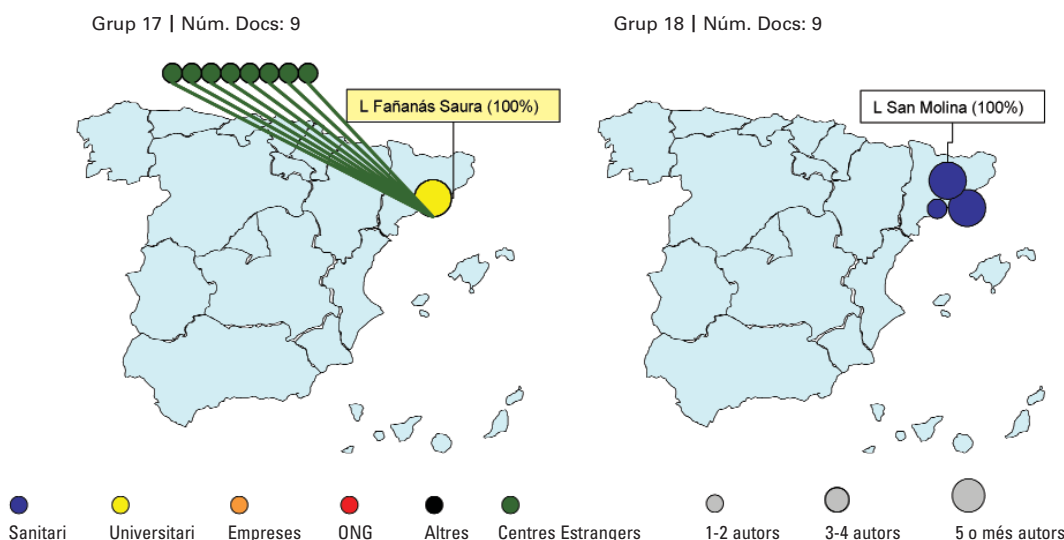 Grup 17 | Núm. Docs: 9
L Fañanás Saura (100%)
Grup 18 | Núm. Docs: 9
L San Molina (100%)
Sanitari
Universitari
Empreses
ONG
Altres
Centres Estrangers
1-2 autors
3-4 autors
5 o més autors